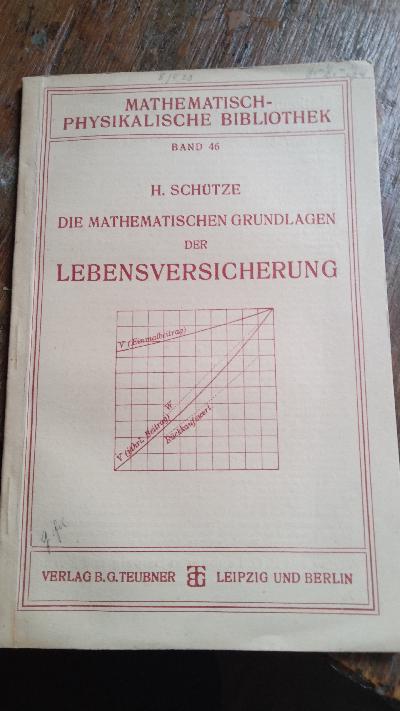 MATHEMATISCH-
PHYSIKALISCHE BIBLIOTHEK
BAND 46
H. SCHÜTZE
DIE MATHEMATISCHEN GRUNDLAGEN
DER
LEBENSVERSICHERUNG
V (Einmalbeitrag)
W
V (jährl. Beitrag)
Rückkaufswert
VERLAG B. G. TEUBNER BG LEIPZIG UND BERLIN